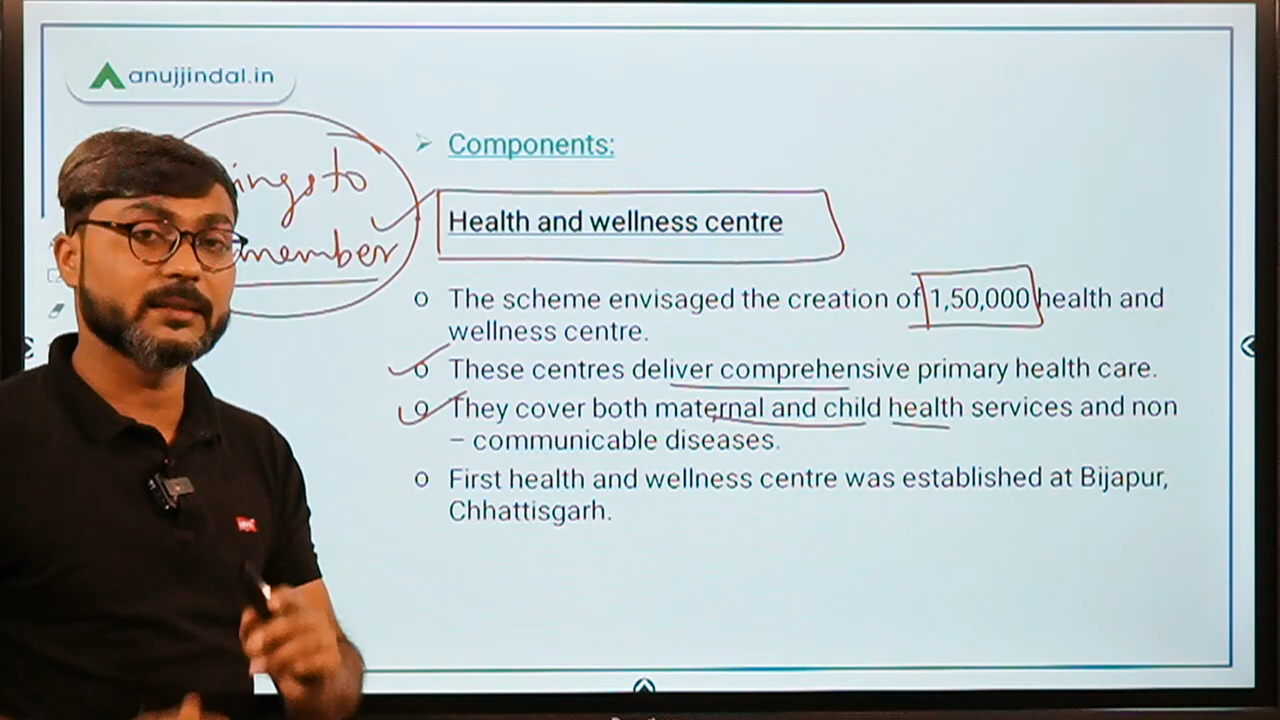 anujjindal.in
to
Components:
Health and wellness centre
The scheme envisaged the creation of 1,50,000 health and
wellness centre.
These centres deliver comprehensive primary health care.
They cover both maternal and child health services and non
– communicable diseases.
First health and wellness centre was established at Bijapur,
Chhattisgarh.